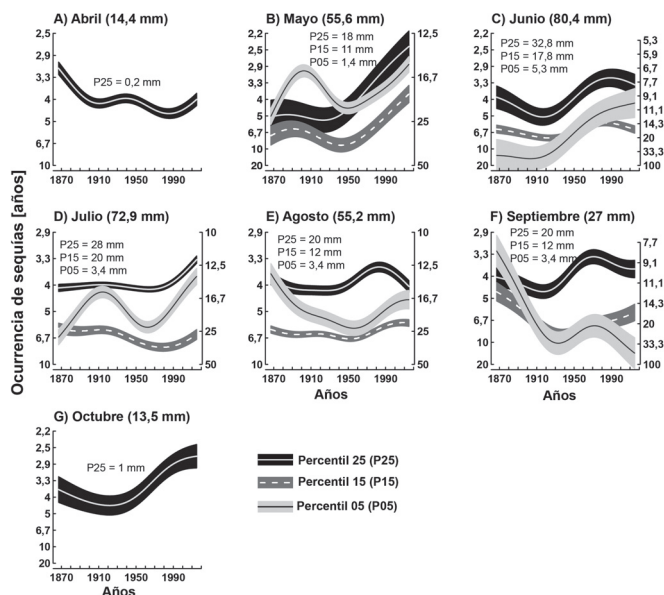 A) Abril (14,4 mm)
P25 = 0,2 mm
2,5
2,9
3,3
4
5
6,7
10
1870 1910 1950 1990
B) Mayo (55,6 mm)
P25 = 18 mm
P15 = 11 mm
P05 = 1,4 mm
2,2
2,5
2,9
3,3
4
5
6,7
10
20
12,5
16,7
25
50
1870 1910 1950 1990
C) Junio (80,4 mm)
P25 = 32,8 mm
P15 = 17,8 mm
P05 = 5,3 mm
2,2
2,5
2,9
3,3
4
5
6,7
10
20
5,3
5,9
6,7
7,7
9,1
11,1
14,3
20
33,3
100
1870 1910 1950 1990
Ocurrencia de sequías [años]
D) Julio (72,9 mm)
P25 = 28 mm
P15 = 20 mm
P05 = 3,4 mm
2,9
3,3
4
5
6,7
10
10
12,5
16,7
25
50
1870 1910 1950 1990
E) Agosto (55,2 mm)
P25 = 20 mm
P15 = 12 mm
P05 = 3,4 mm
2,9
3,3
4
5
6,7
10
10
12,5
16,7
25
50
1870 1910 1950 1990
Años
F) Septiembre (27 mm)
P25 = 20 mm
P15 = 12 mm
P05 = 3,4 mm
2,9
3,3
4
5
6,7
10
20
7,7
9,1
11,1
14,3
20
33,3
100
1870 1910 1950 1990
Años
G) Octubre (13,5 mm)
P25 = 1 mm
2,2
2,5
2,9
3,3
4
5
6,7
10
20
1870 1910 1950 1990
Años
Percentil 25 (P25)
Percentil 15 (P15)
Percentil 05 (P05)